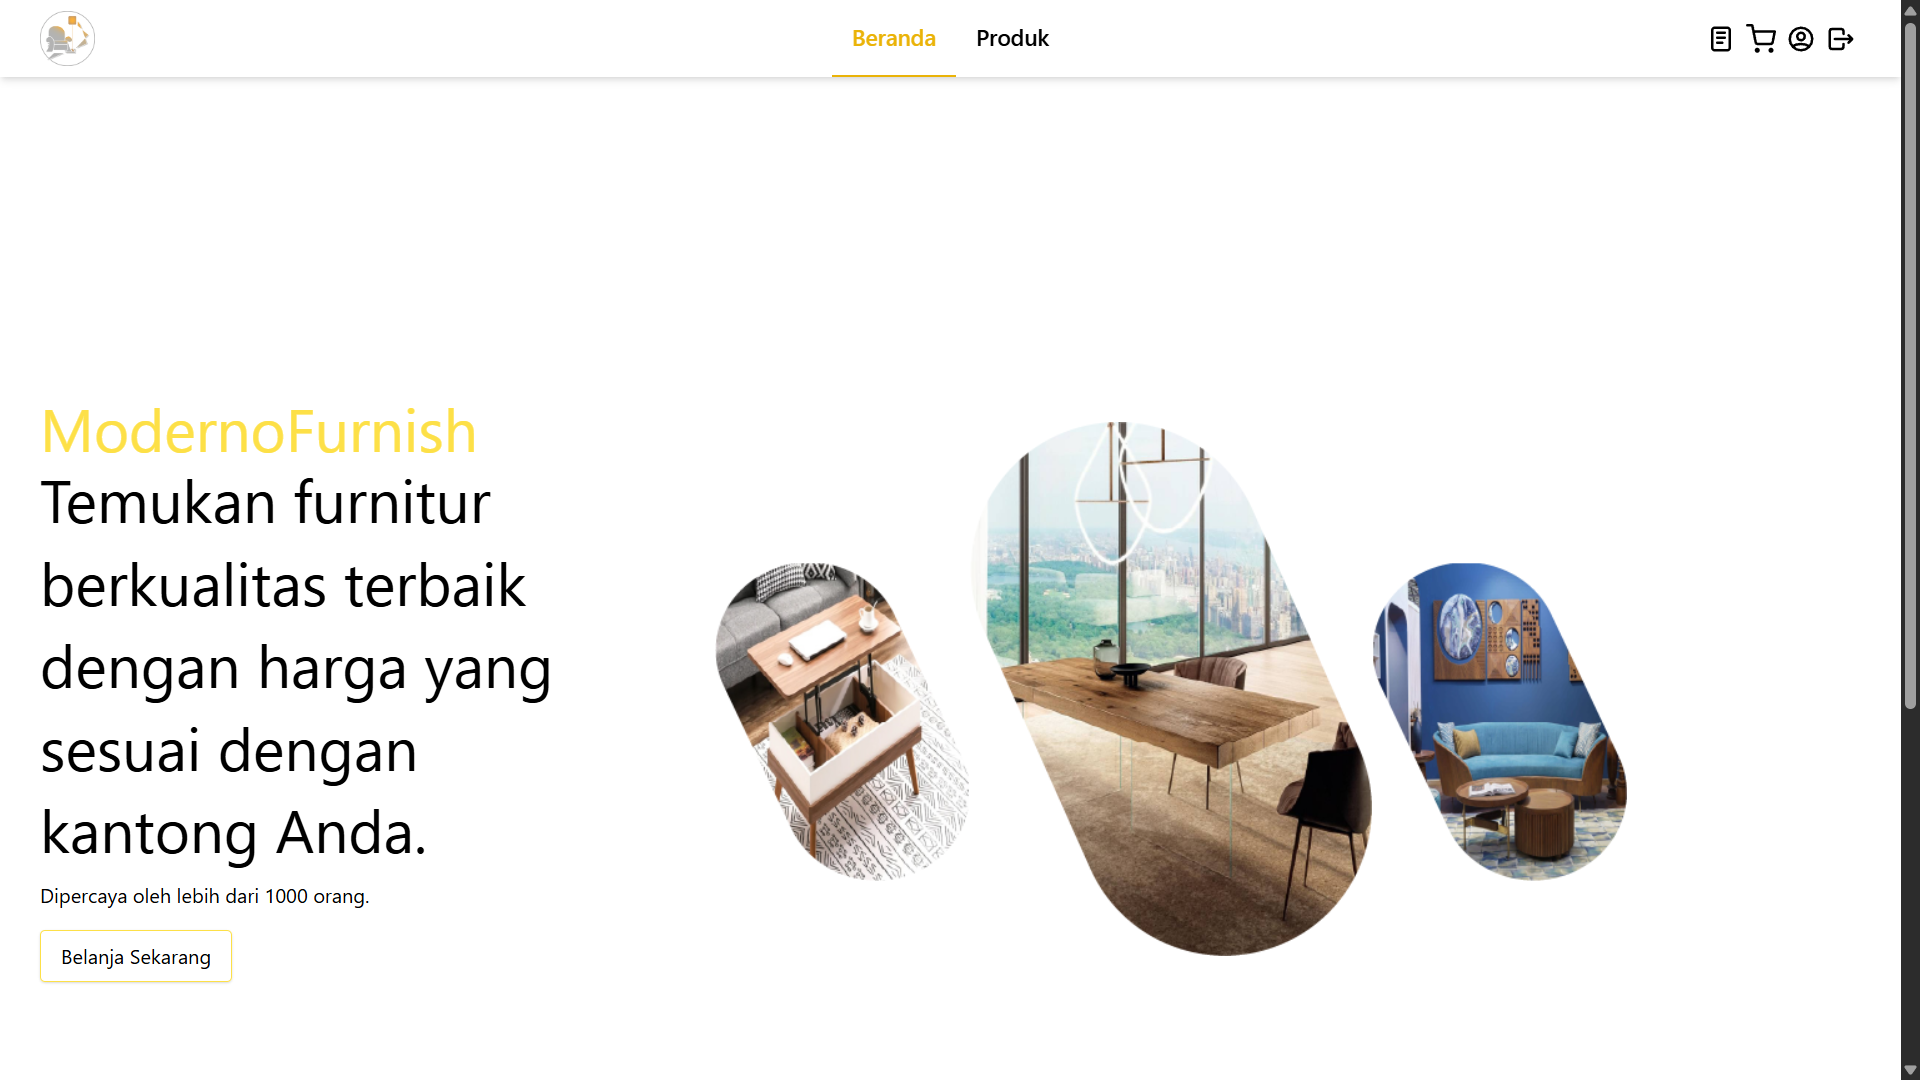 Beranda
Produk
ModernoFurnish
Temukan furnitur
berkualitas terbaik
dengan harga yang
sesuai dengan
kantong Anda.
Dipercaya oleh lebih dari 1000 orang.
Belanja Sekarang